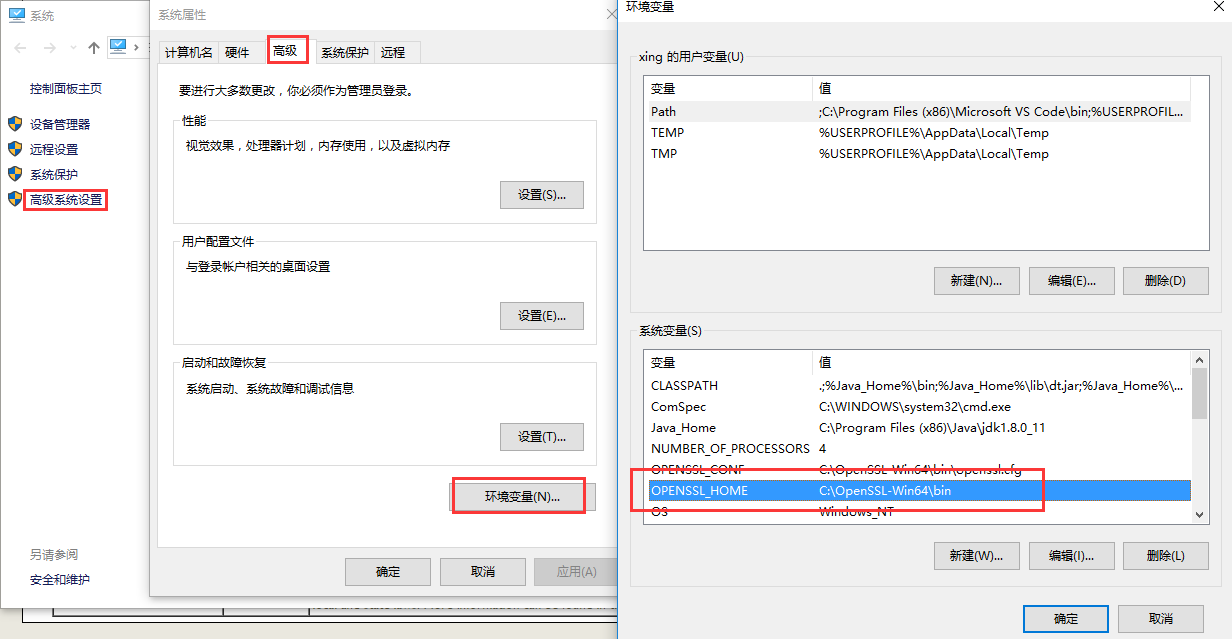 系统
控制面板主页
设备管理器
远程设置
系统保护
高级系统设置
另请参阅
安全和维护
系统属性
计算机名 硬件 高级 系统保护 远程
要进行大多数更改，你必须作为管理员登录。
性能
视觉效果，处理器计划，内存使用，以及虚拟内存
设置(S)...
用户配置文件
与登录帐户相关的桌面设置
设置(E)...
启动和故障恢复
系统启动、系统故障和调试信息
设置(T)...
环境变量(N)...
确定 取消 应用(A)
环境变量
xing 的用户变量(U)
变量 值
Path ;C:\Program Files (x86)\Microsoft VS Code\bin;%USERPROFIL...
TEMP %USERPROFILE%\AppData\Local\Temp
TMP %USERPROFILE%\AppData\Local\Temp
新建(N)... 编辑(E)... 删除(D)
系统变量(S)
变量 值
CLASSPATH .;%Java_Home%\bin;%Java_Home%\lib\dt.jar;%Java_Home%\...
ComSpec C:\WINDOWS\system32\cmd.exe
Java_Home C:\Program Files (x86)\Java\jdk1.8.0_11
NUMBER_OF_PROCESSORS 4
OPENSSL_CONF C:\OpenSSL-Win64\bin\openssl.cfg
OPENSSL_HOME C:\OpenSSL-Win64\bin
OS Windows_NT
新建(W)... 编辑(I)... 删除(L)
确定 取消